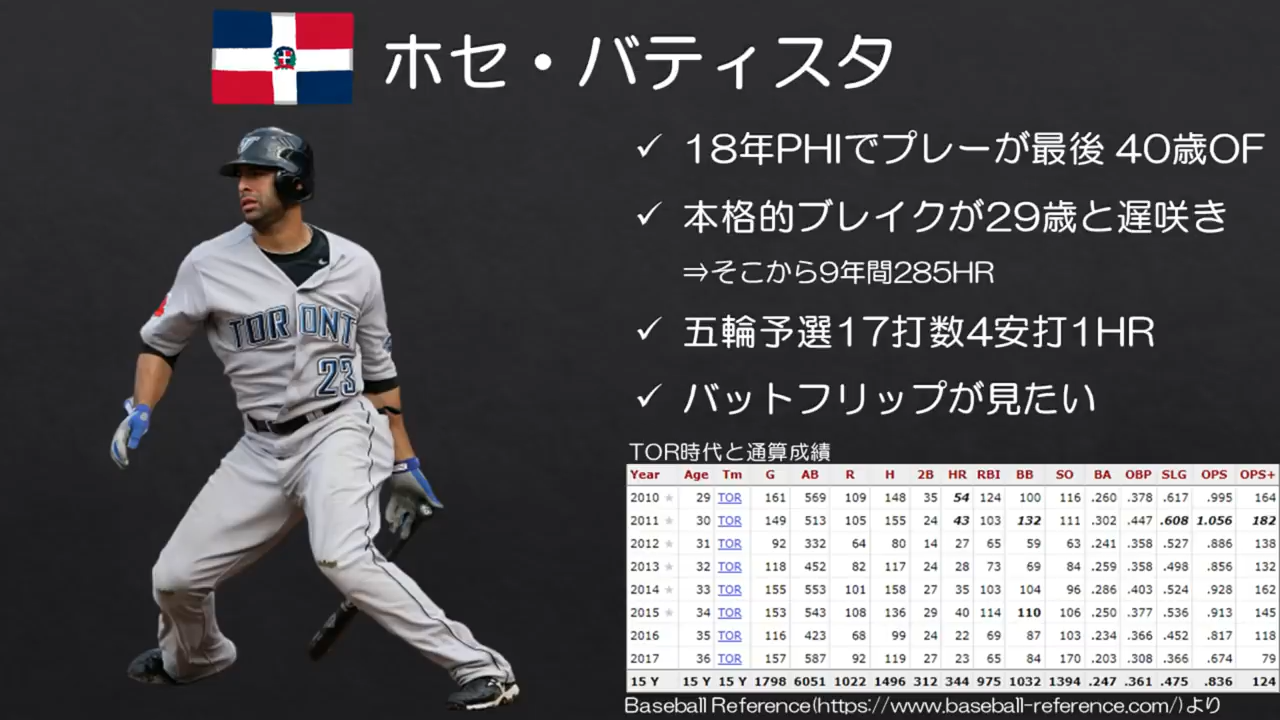 ホセ・バティスタ
✓ 18年PHIでプレーが最後 40歳OF
✓ 本格的ブレイクが29歳と遅咲き
⇒そこから9年間285HR
✓ 五輪予選17打数4安打1HR
✓ バットフリップが見たい
TORONT
23
TOR時代と通算成績
Year Age Tm G AB R H 2B HR RBI BB SO BA OBP SLG OPS OPS+
2010 ★ 29 TOR 161 569 109 148 35 54 124 100 116 .260 .378 .617 .995 164
2011 ★ 30 TOR 149 513 105 155 24 43 103 132 111 .302 .447 .608 1.056 182
2012 ★ 31 TOR 92 332 64 80 14 27 65 59 63 .241 .358 .527 .886 138
2013 ★ 32 TOR 118 452 82 117 24 28 73 69 84 .259 .358 .498 .856 132
2014 ★ 33 TOR 155 553 101 158 27 35 103 104 96 .286 .403 .524 .928 162
2015 ★ 34 TOR 153 543 108 136 29 40 114 110 106 .250 .377 .536 .913 145
2016 35 TOR 116 423 68 99 24 22 69 87 103 .234 .366 .452 .817 118
2017 36 TOR 157 587 92 119 27 23 65 84 170 .203 .308 .366 .674 79
15 Y 15 Y 15 Y 1798 6051 1022 1496 312 344 975 1032 1394 .247 .361 .475 .836 124
Baseball Reference(https://www.baseball-reference.com/)より